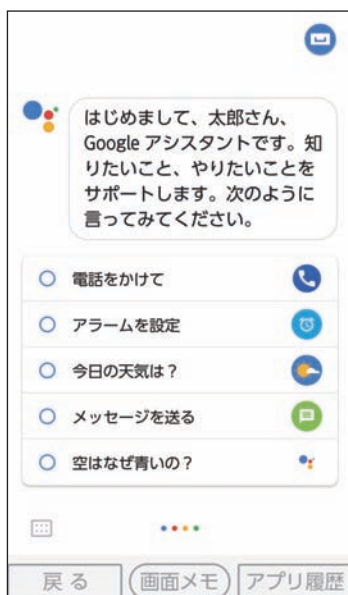 はじめまして、太郎さん、
Google アシスタントです。知
りたいこと、やりたいことを
サポートします。次のように
言ってみてください。
電話をかけて
アラームを設定
今日の天気は？
メッセージを送る
空はなぜ青いの？
戻る 画面メモ アプリ履歴